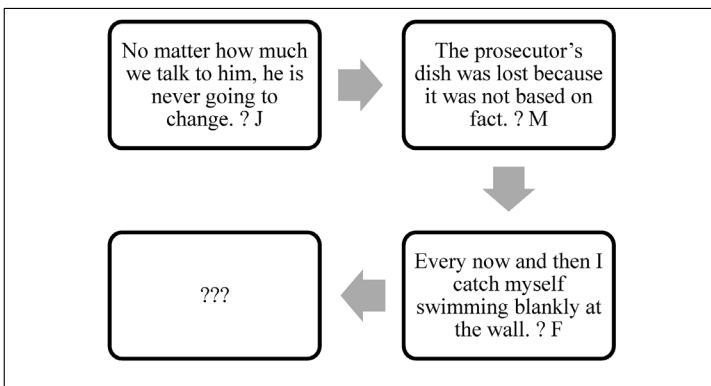 No matter how much
we talk to him, he is
never going to
change. ? J
The prosecutor’s
dish was lost because
it was not based on
fact. ? M
Every now and then I
catch myself
swimming blankly at
the wall. ? F
???